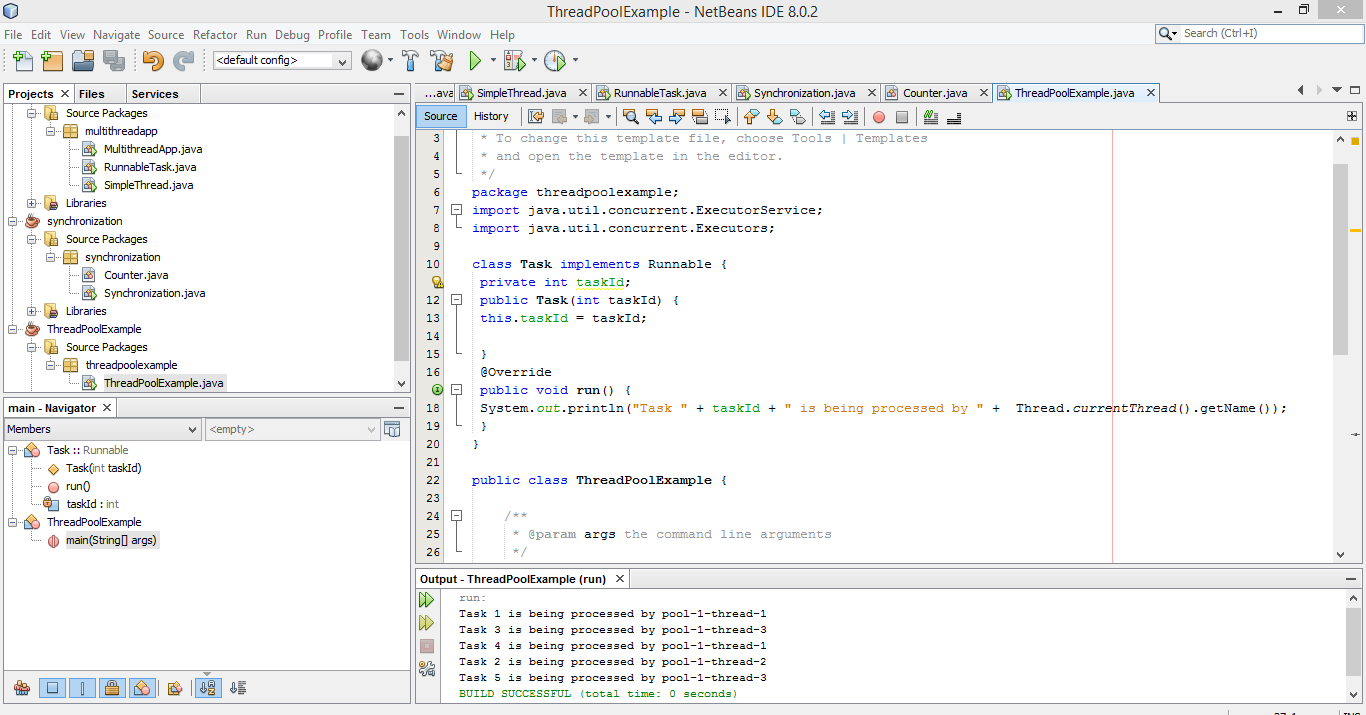 ThreadPoolExample - NetBeans IDE 8.0.2
File Edit View Navigate Source Refactor Run Debug Profile Team Tools Window Help
Search (Ctrl+I)
<default config>
Projects Files Services
Source Packages
multithreadapp
MultithreadApp.java
RunnableTask.java
SimpleThread.java
Libraries
synchronization
Source Packages
synchronization
Counter.java
Synchronization.java
Libraries
ThreadPoolExample
Source Packages
threadpoolexample
ThreadPoolExample.java
main - Navigator
Members <empty>
Task :: Runnable
Task(int taskId)
run()
taskId : int
ThreadPoolExample
main(String[] args)
...ava SimpleThread.java RunnableTask.java Synchronization.java Counter.java ThreadPoolExample.java
Source History
3 * To change this template file, choose Tools | Templates
4 * and open the template in the editor.
5 */
6 package threadpoolexample;
7 import java.util.concurrent.ExecutorService;
8 import java.util.concurrent.Executors;
9
10 class Task implements Runnable {
private int taskId;
12 public Task(int taskId) {
13 this.taskId = taskId;
14
15 }
16 @Override
public void run() {
18 System.out.println("Task " + taskId + " is being processed by " +  Thread.currentThread().getName());
19 }
20 }
21
22 public class ThreadPoolExample {
23
24 /**
25 * @param args the command line arguments
26 */
Output - ThreadPoolExample (run)
run:
Task 1 is being processed by pool-1-thread-1
Task 3 is being processed by pool-1-thread-3
Task 4 is being processed by pool-1-thread-1
Task 2 is being processed by pool-1-thread-2
Task 5 is being processed by pool-1-thread-3
BUILD SUCCESSFUL (total time: 0 seconds)